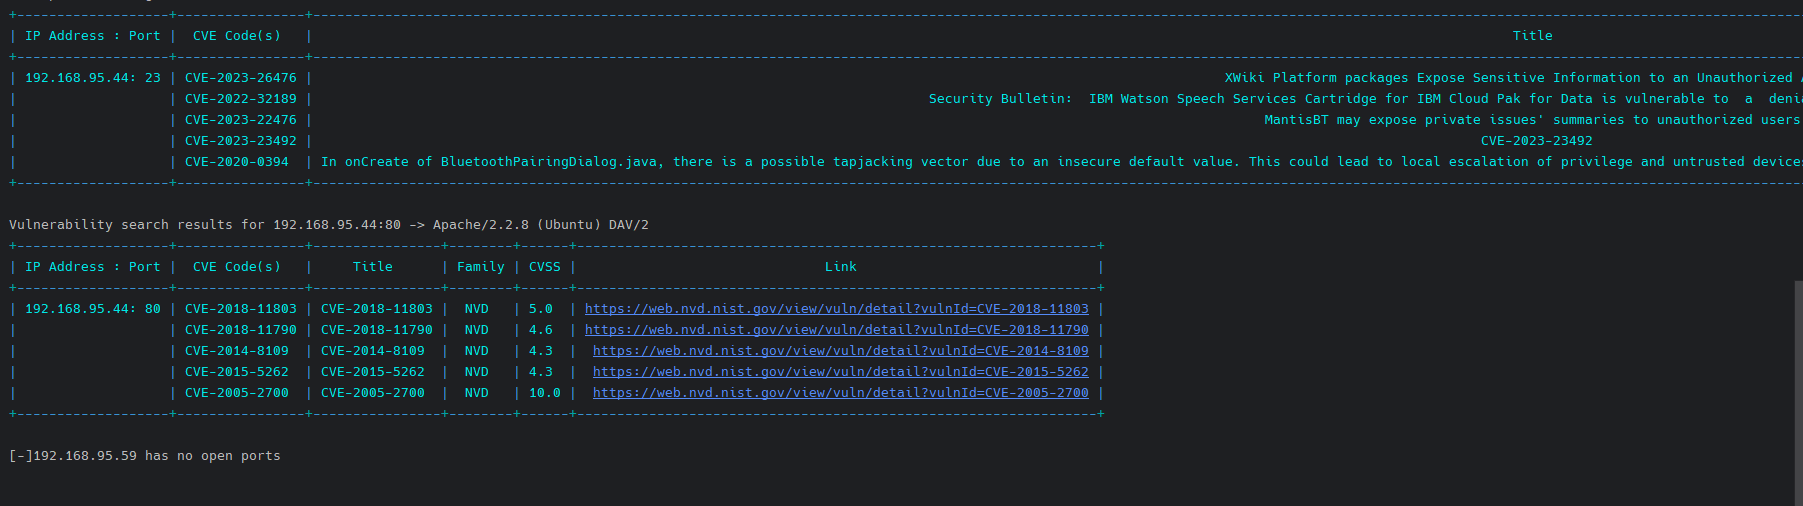 | IP Address : Port | CVE Code(s) | Title
| 192.168.95.44: 23 | CVE-2023-26476 | XWiki Platform packages Expose Sensitive Information to an Unauthorized
| | CVE-2022-32189 | Security Bulletin: IBM Watson Speech Services Cartridge for IBM Cloud Pak for Data is vulnerable to a deni
| | CVE-2023-22476 | MantisBT may expose private issues' summaries to unauthorized users
| | CVE-2023-23492 | CVE-2023-23492
| | CVE-2020-0394 | In onCreate of BluetoothPairingDialog.java, there is a possible tapjacking vector due to an insecure default value. This could lead to local escalation of privilege and untrusted devices
Vulnerability search results for 192.168.95.44:80 -> Apache/2.2.8 (Ubuntu) DAV/2
| IP Address : Port | CVE Code(s) | Title | Family | CVSS | Link |
| 192.168.95.44: 80 | CVE-2018-11803 | CVE-2018-11803 | NVD | 5.0 | https://web.nvd.nist.gov/view/vuln/detail?vulnId=CVE-2018-11803 |
| | CVE-2018-11790 | CVE-2018-11790 | NVD | 4.6 | https://web.nvd.nist.gov/view/vuln/detail?vulnId=CVE-2018-11790 |
| | CVE-2014-8109 | CVE-2014-8109 | NVD | 4.3 | https://web.nvd.nist.gov/view/vuln/detail?vulnId=CVE-2014-8109 |
| | CVE-2015-5262 | CVE-2015-5262 | NVD | 4.3 | https://web.nvd.nist.gov/view/vuln/detail?vulnId=CVE-2015-5262 |
| | CVE-2005-2700 | CVE-2005-2700 | NVD | 10.0 | https://web.nvd.nist.gov/view/vuln/detail?vulnId=CVE-2005-2700 |
[-]192.168.95.59 has no open ports